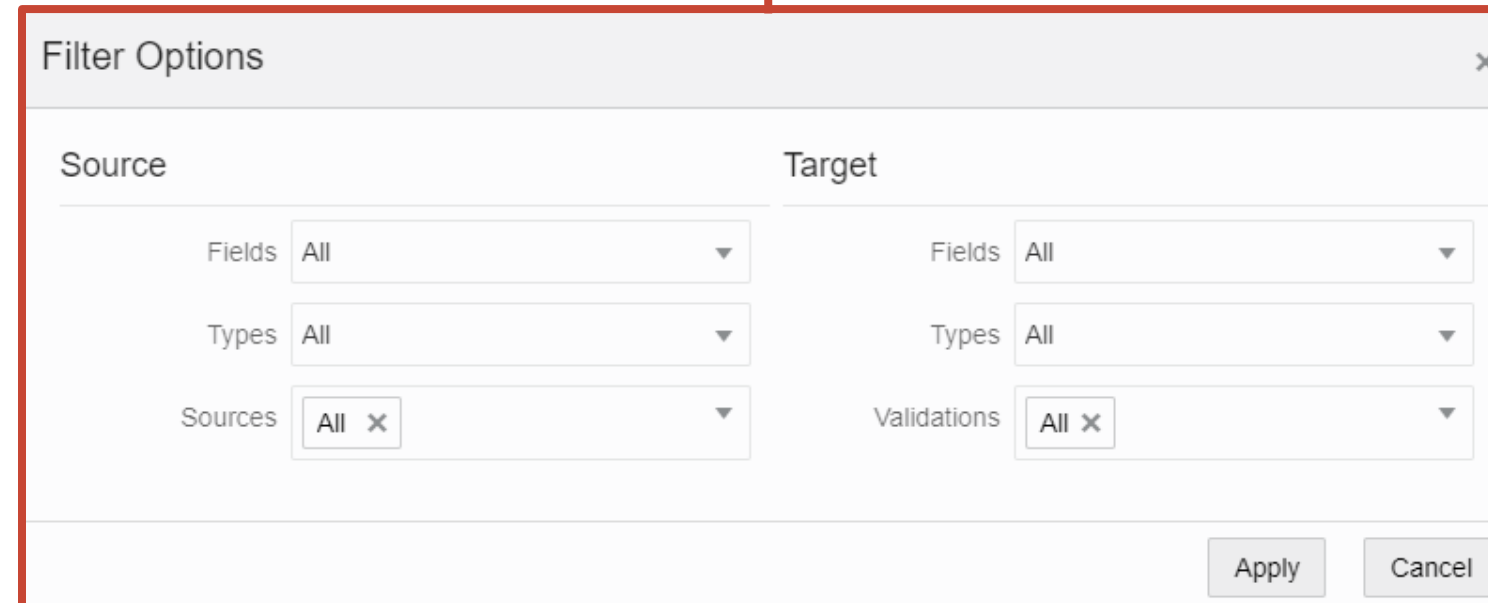 Filter Options
Source
Fields All
Types All
Sources All
Target
Fields All
Types All
Validations All
Apply
Cancel